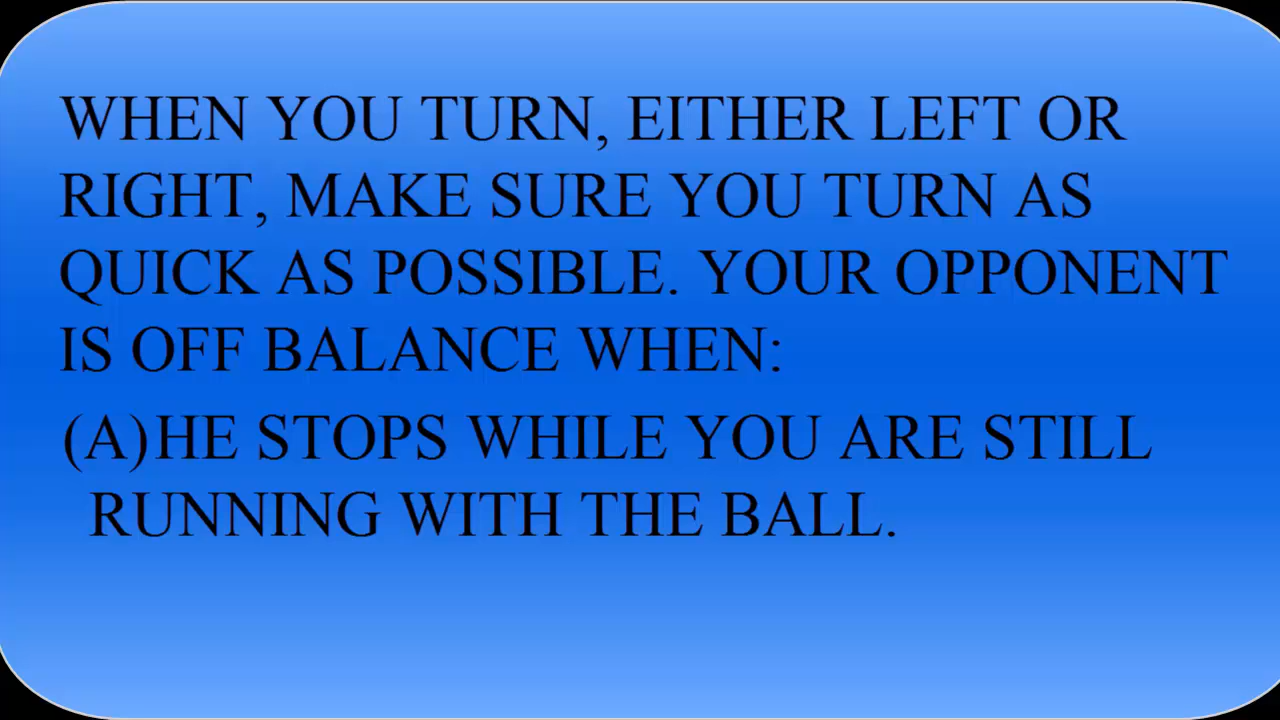 WHEN YOU TURN, EITHER LEFT OR
RIGHT, MAKE SURE YOU TURN AS
QUICK AS POSSIBLE. YOUR OPPONENT
IS OFF BALANCE WHEN:
(A)HE STOPS WHILE YOU ARE STILL
RUNNING WITH THE BALL.